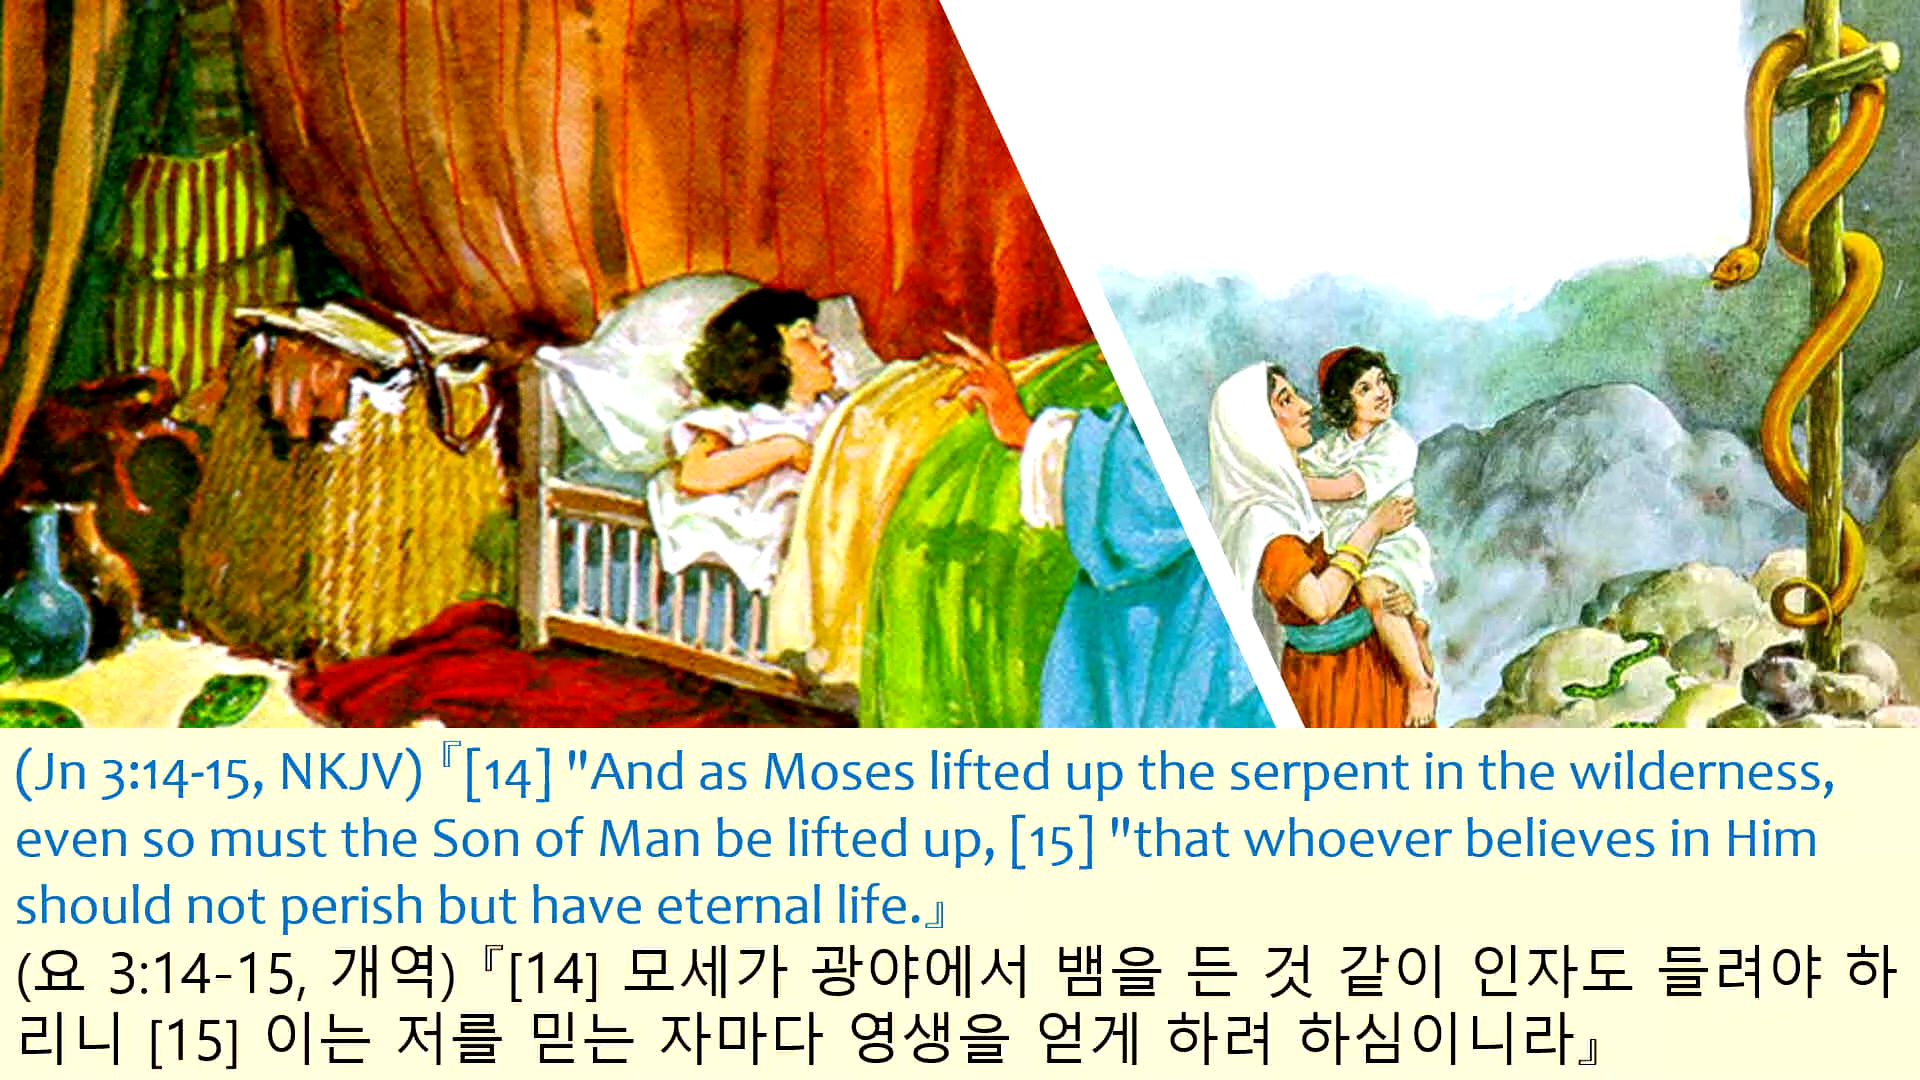 (Jn 3:14-15, NKJV)『[14] "And as Moses lifted up the serpent in the wilderness,
even so must the Son of Man be lifted up, [15] "that whoever believes in Him
should not perish but have eternal life.』
(요 3:14-15, 개역)『[14] 모세가 광야에서 뱀을 든 것 같이 인자도 들려야 하
리니 [15] 이는 저를 믿는 자마다 영생을 얻게 하려 하심이니라』